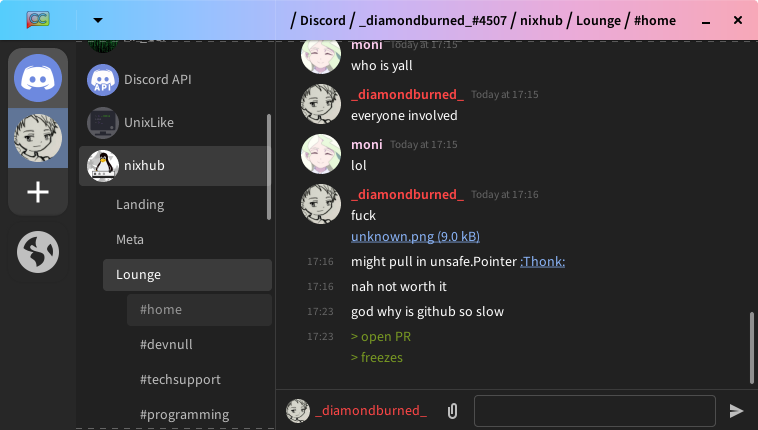 / Discord / _diamondburned_#4507 / nixhub / Lounge / #home
Discord API
UnixLike
nixhub
Landing
Meta
Lounge
#home
#devnull
#techsupport
#programming
moni Today at 17:15
who is yall
_diamondburned_ Today at 17:15
everyone involved
moni Today at 17:15
lol
_diamondburned_ Today at 17:16
fuck
unknown.png (9.0 kB)
17:16 might pull in unsafe.Pointer :Thonk:
17:16 nah not worth it
17:23 god why is github so slow
17:23 > open PR
> freezes
_diamondburned_